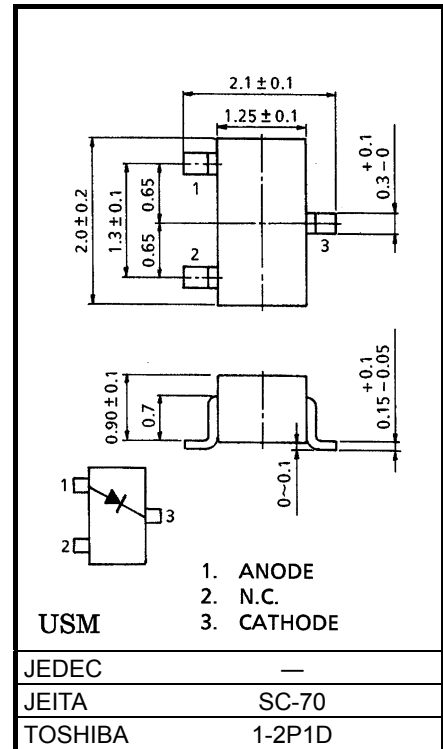 2.1±0.1
1.25±0.1
+0.1
0.3−0
2.0±0.2
1.3±0.1
0.65
0.65
1
2
3
0.90±0.1
0.7
+0.1
0.15−0.05
0~0.1
1
2
3
1. ANODE
2. N.C.
3. CATHODE
USM
JEDEC —
JEITA SC-70
TOSHIBA 1-2P1D